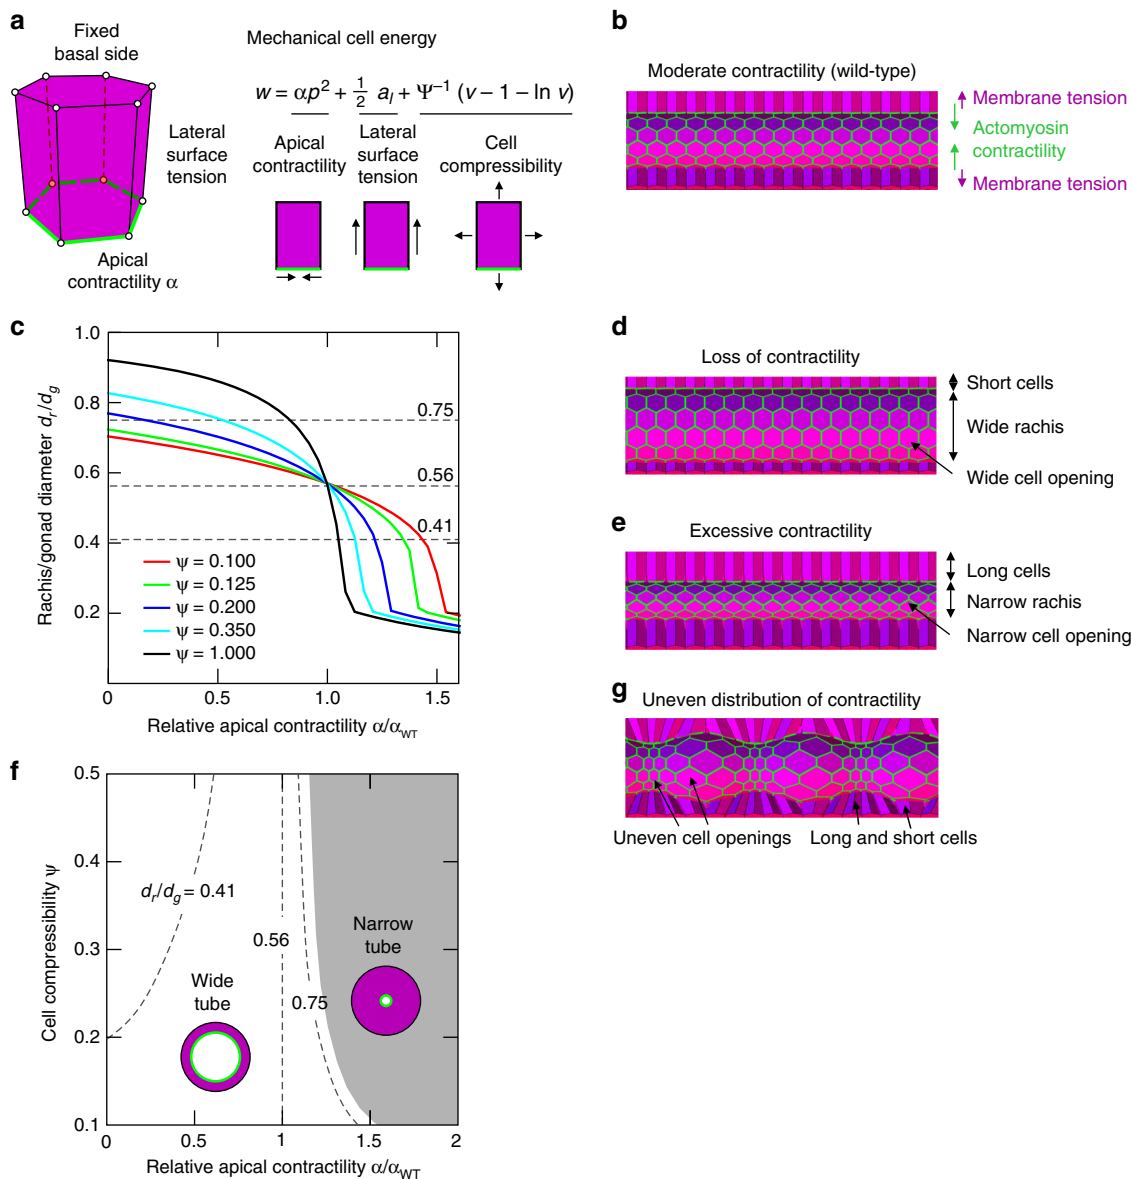 a
Fixed
basal side
Lateral
surface
tension
Apical
contractility α
Mechanical cell energy
w = αp² + 1/2 a_l + Ψ⁻¹ (v − 1 − ln v)
Apical
contractility
Lateral
surface
tension
Cell
compressibility
b
Moderate contractility (wild-type)
Membrane tension
Actomyosin
contractility
Membrane tension
c
Rachis/gonad diameter d_r/d_g
1.0
0.8
0.6
0.4
0.2
0.75
0.56
0.41
ψ = 0.100
ψ = 0.125
ψ = 0.200
ψ = 0.350
ψ = 1.000
0
0.5
1.0
1.5
Relative apical contractility α/α_WT
d
Loss of contractility
Short cells
Wide rachis
Wide cell opening
e
Excessive contractility
Long cells
Narrow rachis
Narrow cell opening
f
Cell compressibility ψ
0.5
0.4
0.3
0.2
0.1
d_r/d_g = 0.41
0.56
0.75
Wide
tube
Narrow
tube
0
0.5
1
1.5
2
Relative apical contractility α/α_WT
g
Uneven distribution of contractility
Uneven cell openings
Long and short cells